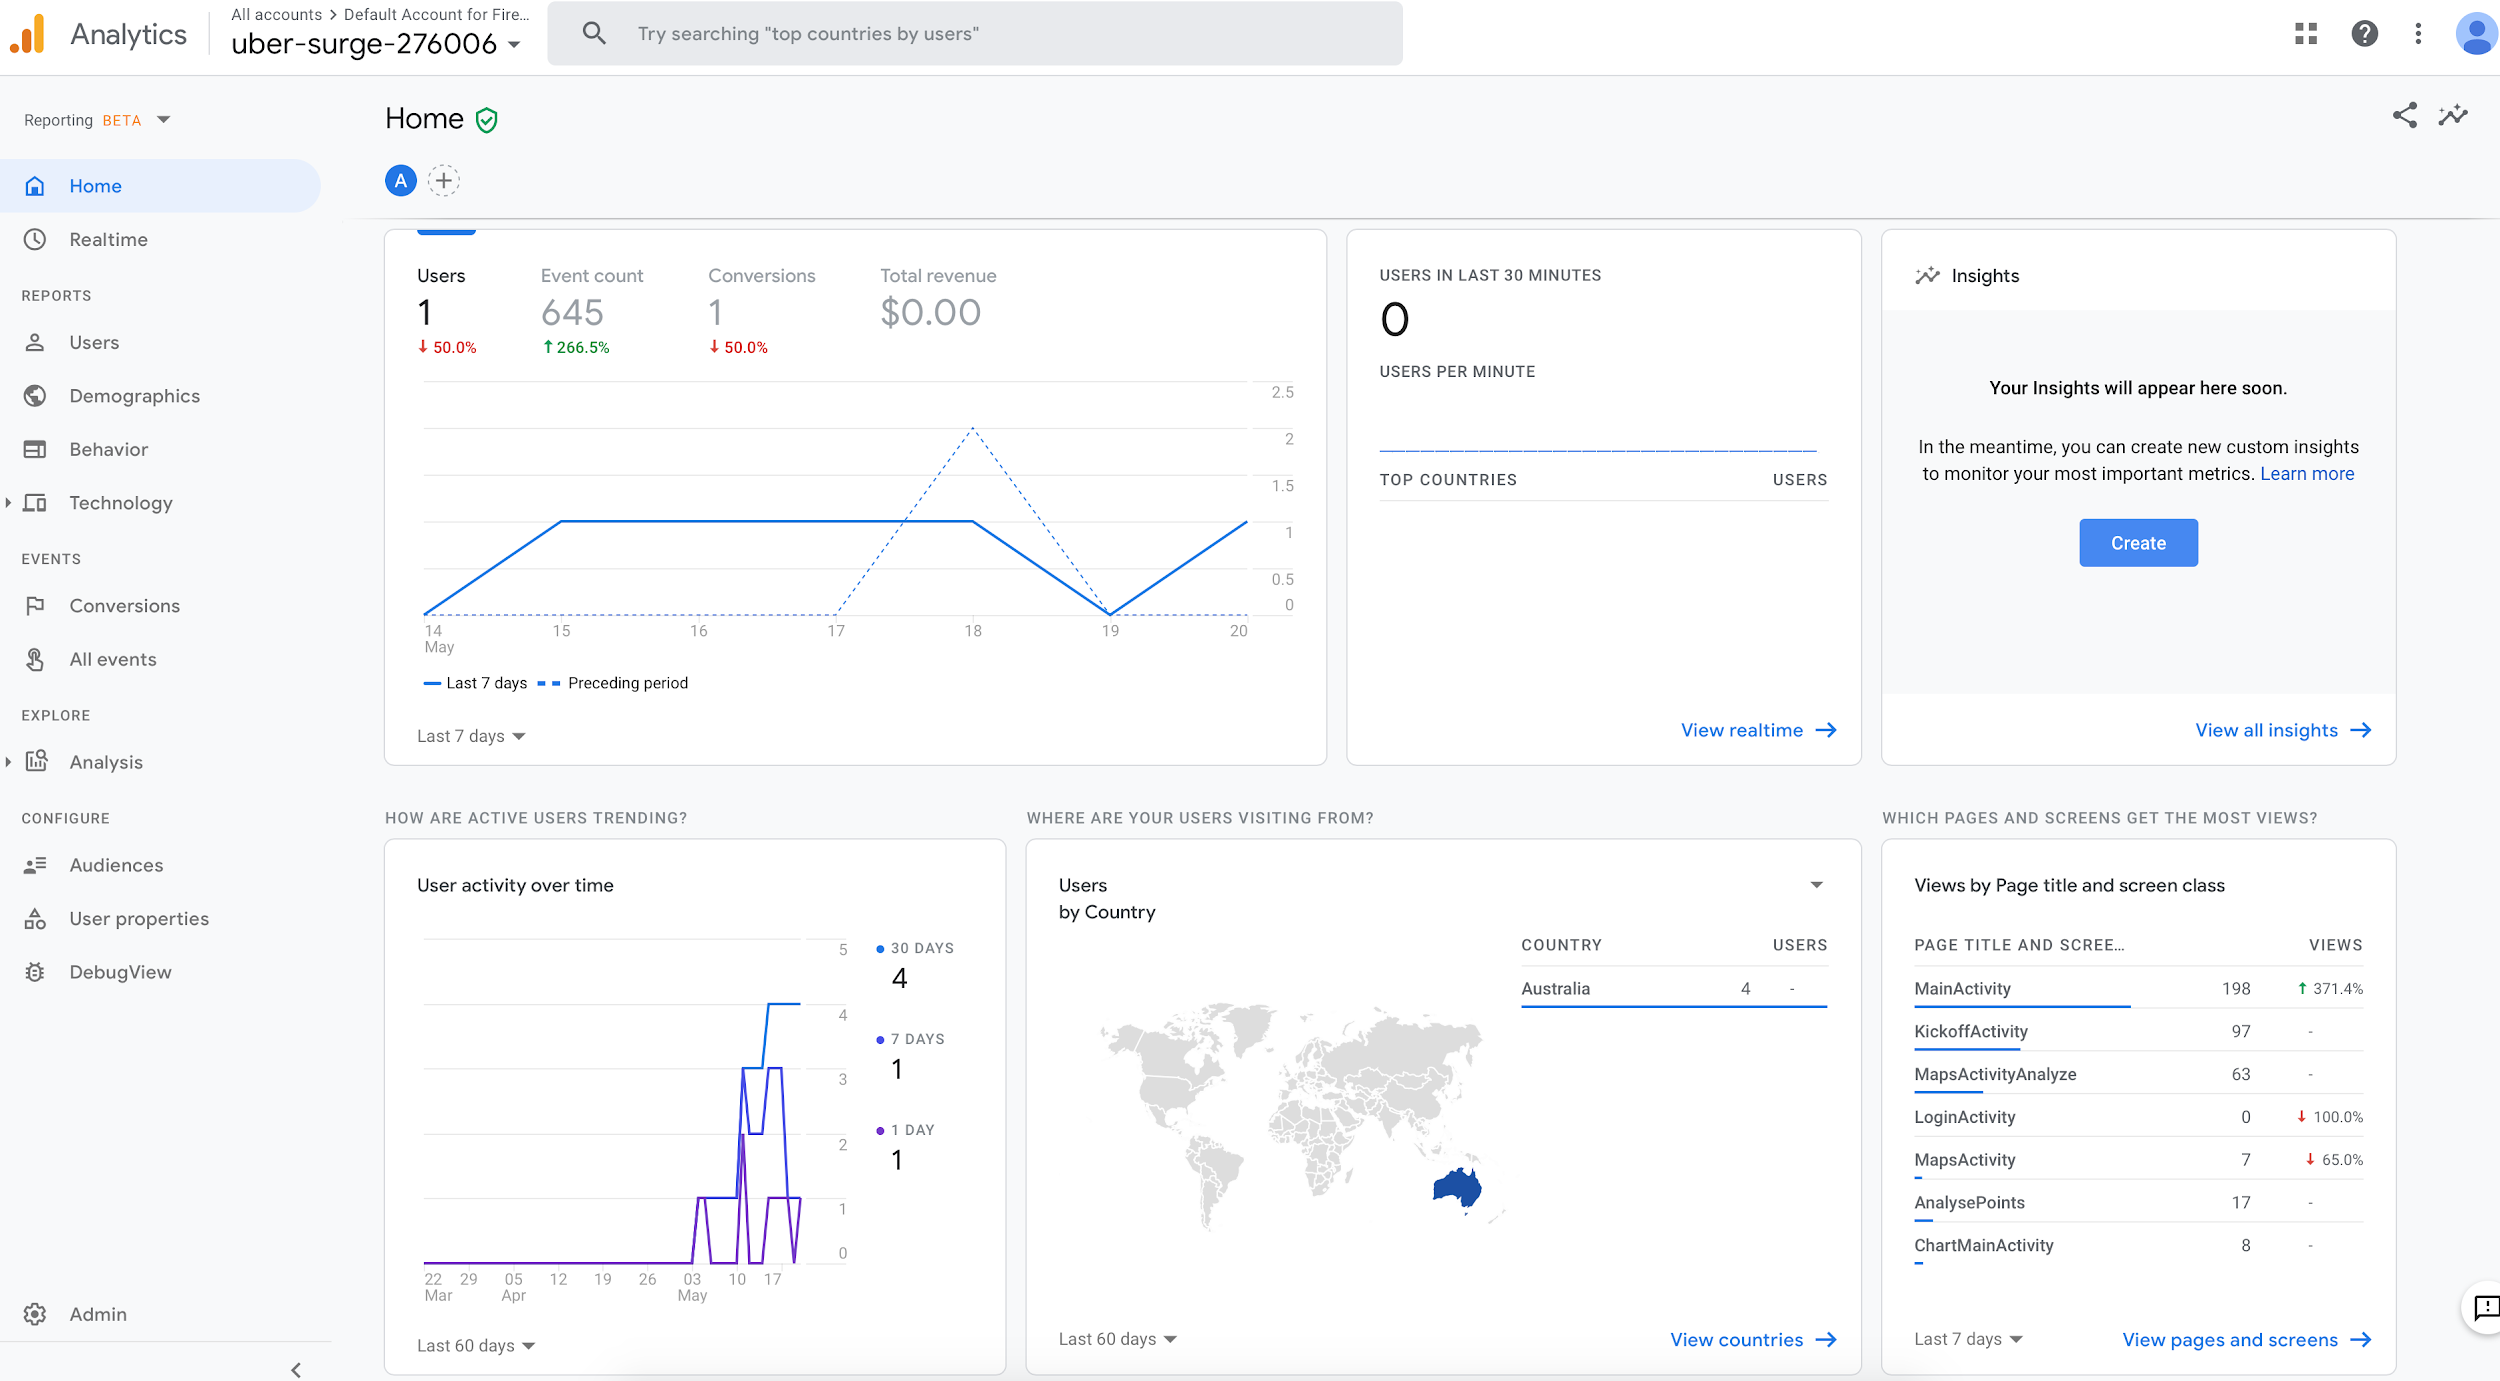 Analytics
All accounts > Default Account for Fire...
uber-surge-276006
Try searching "top countries by users"
Reporting BETA
Home
Realtime
REPORTS
Users
Demographics
Behavior
Technology
EVENTS
Conversions
All events
EXPLORE
Analysis
CONFIGURE
Audiences
User properties
DebugView
Admin
Home
A
Users
1
50.0%
Event count
645
266.5%
Conversions
1
50.0%
Total revenue
$0.00
2.5
2
1.5
1
0.5
0
14 15 16 17 18 19 20
May
Last 7 days Preceding period
Last 7 days
USERS IN LAST 30 MINUTES
0
USERS PER MINUTE
TOP COUNTRIES USERS
View realtime
Insights
Your Insights will appear here soon.
In the meantime, you can create new custom insights
to monitor your most important metrics. Learn more
Create
View all insights
HOW ARE ACTIVE USERS TRENDING?
User activity over time
5
4
3
2
1
0
22 29 05 12 19 26 03 10 17
Mar Apr May
30 DAYS
4
7 DAYS
1
1 DAY
1
Last 60 days
WHERE ARE YOUR USERS VISITING FROM?
Users
by Country
COUNTRY USERS
Australia 4 -
Last 60 days
View countries
WHICH PAGES AND SCREENS GET THE MOST VIEWS?
Views by Page title and screen class
PAGE TITLE AND SCREE... VIEWS
MainActivity 198 371.4%
KickoffActivity 97 -
MapsActivityAnalyze 63 -
LoginActivity 0 100.0%
MapsActivity 7 65.0%
AnalysePoints 17 -
ChartMainActivity 8 -
Last 7 days
View pages and screens